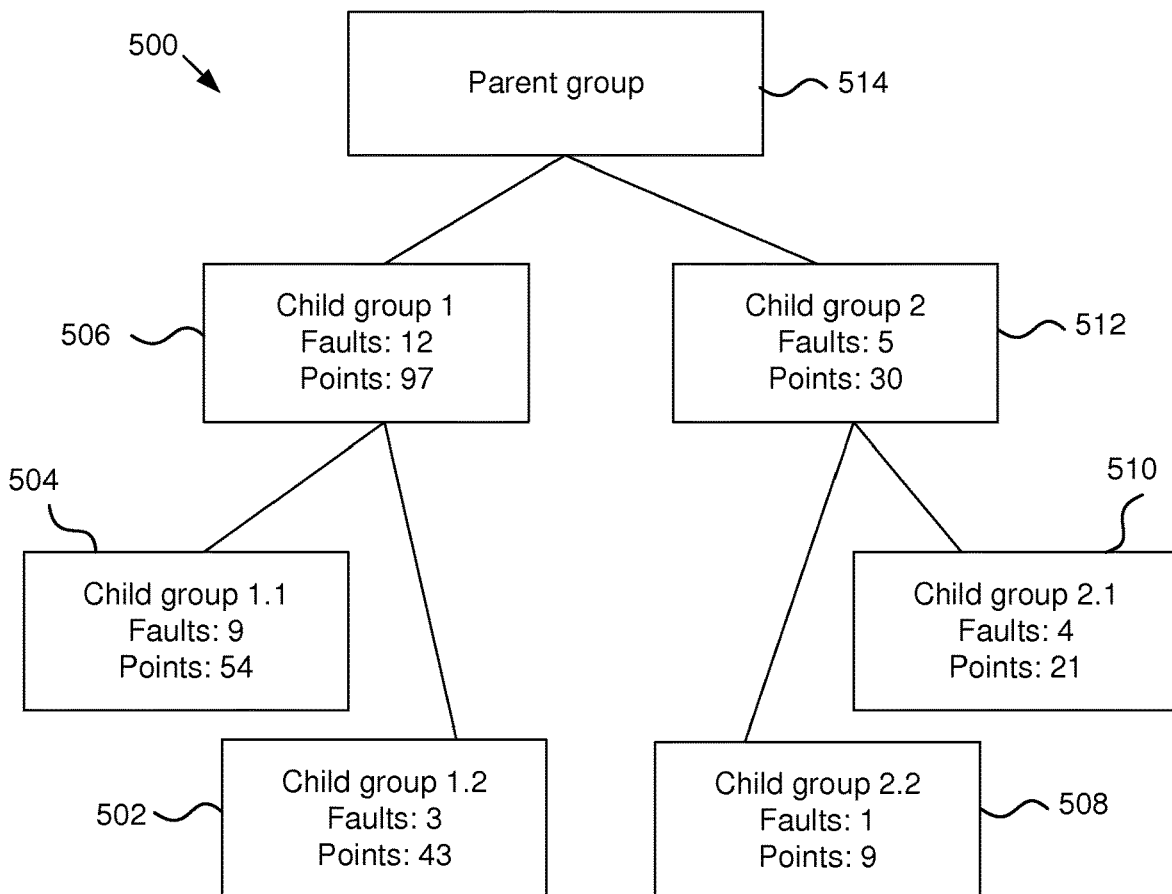 500
Parent group
514
Child group 1
Faults: 12
Points: 97
506
Child group 2
Faults: 5
Points: 30
512
504
Child group 1.1
Faults: 9
Points: 54
510
Child group 2.1
Faults: 4
Points: 21
502
Child group 1.2
Faults: 3
Points: 43
Child group 2.2
Faults: 1
Points: 9
508